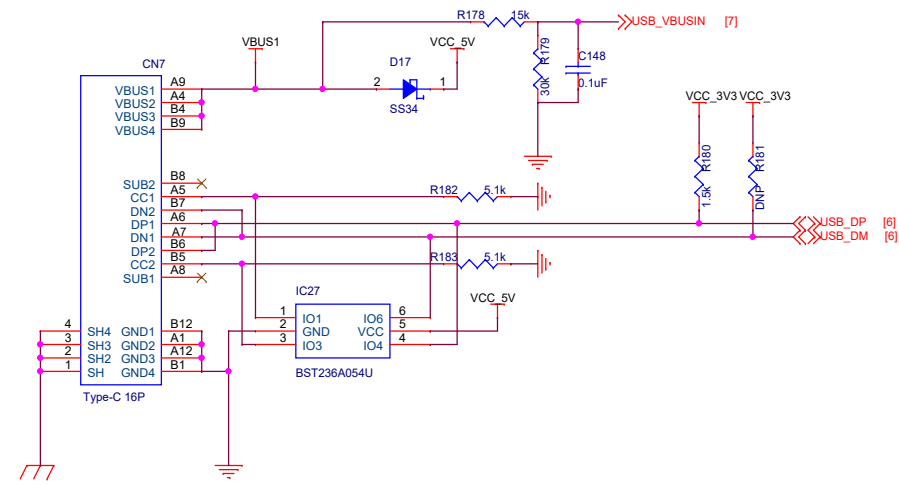 R178 15k USB_VBUSIN [7]
VBUS1 VCC_5V R179 C148
CN7 D17 30k 0.1uF
VBUS1 A9 2 1
VBUS2 A4 SS34 VCC_3V3 VCC_3V3
VBUS3 B4
VBUS4 B9
R180 R181
1.5k DNP
SUB2 B8
CC1 A5 R182 5.1k
DN2 B7
DP1 A6 USB_DP [6]
DN1 A7 USB_DM [6]
DP2 B6
CC2 B5 R183 5.1k
SUB1 A8
IC27 VCC_5V
1 IO1 IO6 6
4 SH4 GND1 B12 2 GND VCC 5
3 SH3 GND2 A1 3 IO3 IO4 4
2 SH2 GND3 A12
1 SH GND4 B1 BST236A054U
Type-C 16P